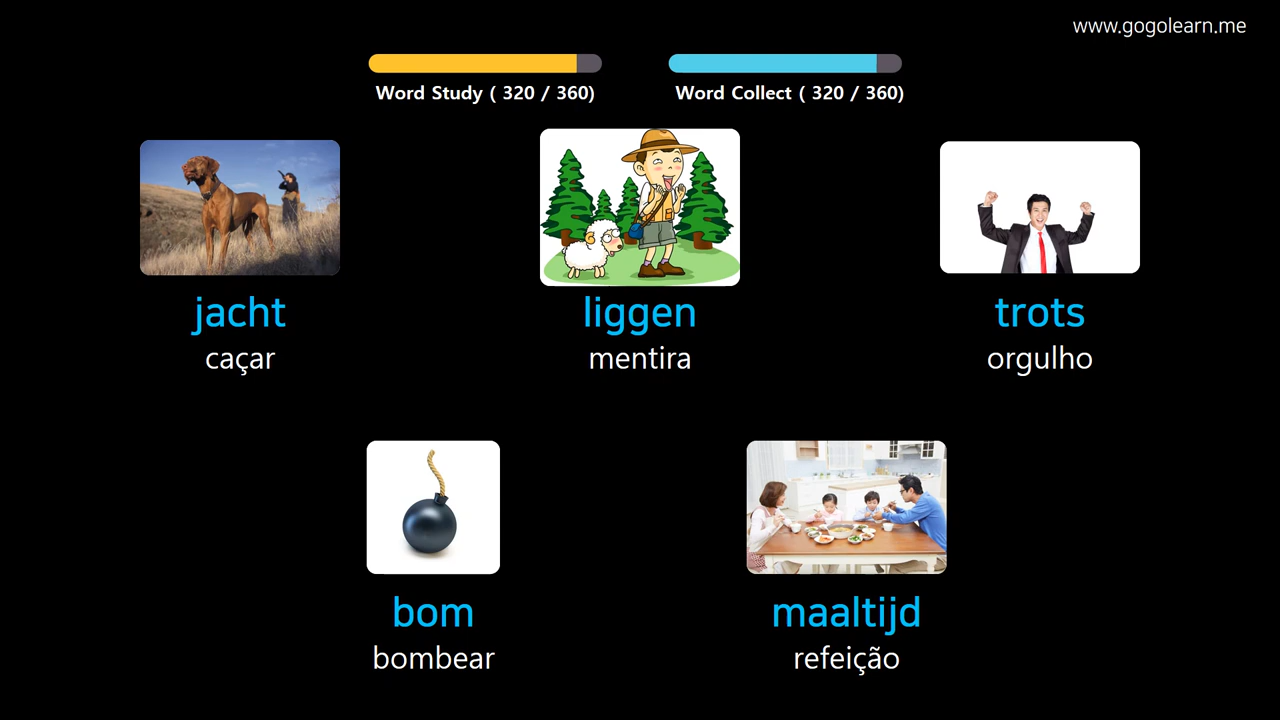 www.gogolearn.me
Word Study ( 320 / 360)
Word Collect ( 320 / 360)
jacht
caçar
liggen
mentira
trots
orgulho
bom
bombear
maaltijd
refeição